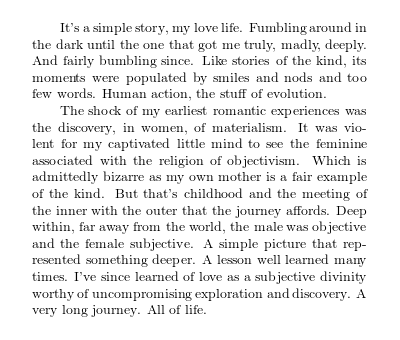 It's a simple story, my love life. Fumbling around in
the dark until the one that got me truly, madly, deeply.
And fairly bumbling since. Like stories of the kind, its
moments were populated by smiles and nods and too
few words. Human action, the stuff of evolution.
The shock of my earliest romantic experiences was
the discovery, in women, of materialism. It was vio-
lent for my captivated little mind to see the feminine
associated with the religion of objectivism. Which is
admittedly bizarre as my own mother is a fair example
of the kind. But that's childhood and the meeting of
the inner with the outer that the journey affords. Deep
within, far away from the world, the male was objective
and the female subjective. A simple picture that rep-
resented something deeper. A lesson well learned many
times. I've since learned of love as a subjective divinity
worthy of uncompromising exploration and discovery. A
very long journey. All of life.